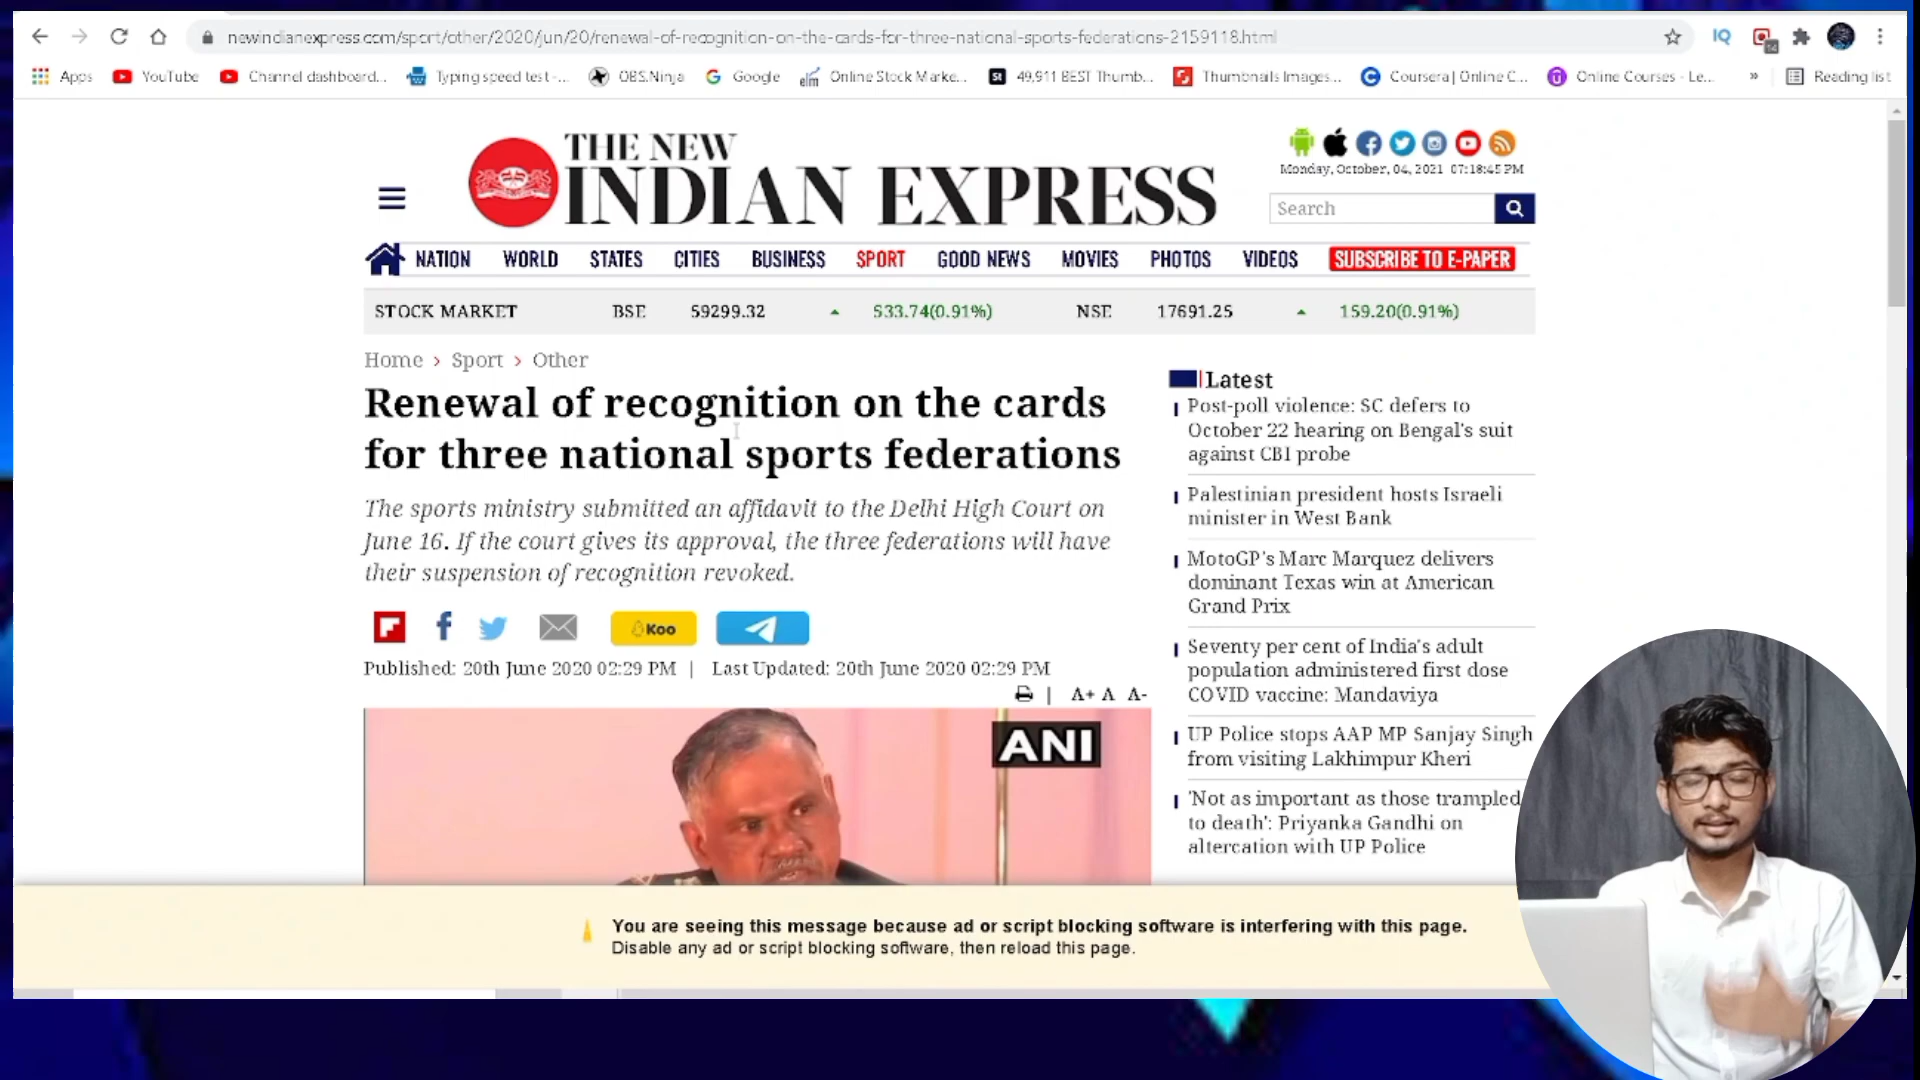 newindianexpress.com/sport/other/2020/jun/20/renewal-of-recognition-on-the-cards-for-three-national-sports-federations-2159118.html
IQ
14
Apps
YouTube
Channel dashboard...
Typing speed test -...
OBS.Ninja
Google
Online Stock Marke...
49,911 BEST Thumb...
Thumbnails Images...
Coursera | Online C...
Online Courses - Le...
»
Reading list
THE NEW
INDIAN EXPRESS
Monday, October, 04, 2021 07:18:45 PM
Search
NATION
WORLD
STATES
CITIES
BUSINESS
SPORT
GOOD NEWS
MOVIES
PHOTOS
VIDEOS
SUBSCRIBE TO E-PAPER
STOCK MARKET BSE 59299.32 533.74(0.91%) NSE 17691.25 159.20(0.91%)
Home > Sport > Other
Renewal of recognition on the cards
for three national sports federations
The sports ministry submitted an affidavit to the Delhi High Court on
June 16. If the court gives its approval, the three federations will have
their suspension of recognition revoked.
Koo
Published: 20th June 2020 02:29 PM | Last Updated: 20th June 2020 02:29 PM
| A+ A A-
ANI
Latest
Post-poll violence: SC defers to
October 22 hearing on Bengal's suit
against CBI probe
Palestinian president hosts Israeli
minister in West Bank
MotoGP's Marc Marquez delivers
dominant Texas win at American
Grand Prix
Seventy per cent of India's adult
population administered first dose
COVID vaccine: Mandaviya
UP Police stops AAP MP Sanjay Singh
from visiting Lakhimpur Kheri
'Not as important as those trampled
to death': Priyanka Gandhi on
altercation with UP Police
You are seeing this message because ad or script blocking software is interfering with this page.
Disable any ad or script blocking software, then reload this page.